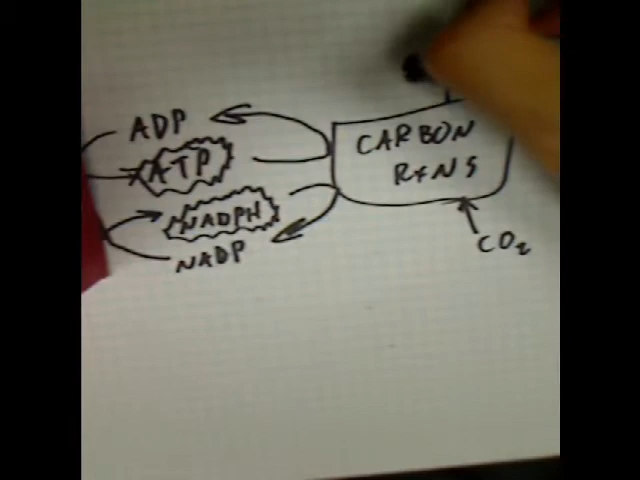 ADP
ATP
NADPH
NADP
CARBON
RXNS
CO2